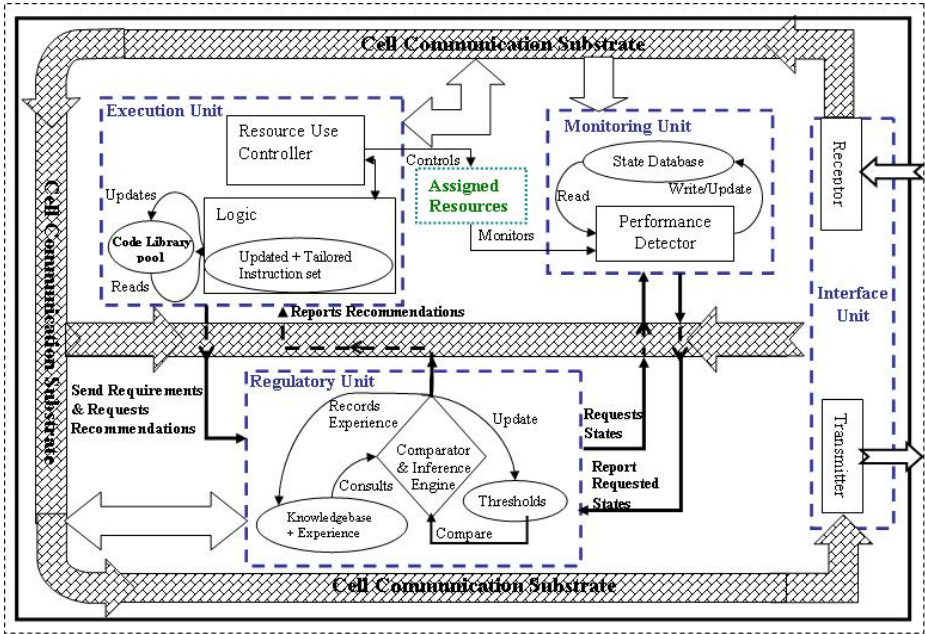 Cell Communication Substrate
Execution Unit
Resource Use
Controller
Controls
Assigned
Resources
Monitors
Updates
Code Library
pool
Reads
Logic
Updated + Tailored
Instruction set
Monitoring Unit
State Database
Read
Write/Update
Performance
Detector
Receptor
Interface
Unit
Transmitter
Cell Communication Substrate
Reports Recommendations
Send Requirements
& Requests
Recommendations
Regulatory Unit
Records
Experience
Update
Comparator
& Inference
Engine
Consults
Knowledgebase
+ Experience
Thresholds
Compare
Requests
States
Report
Requested
States
Cell Communication Substrate